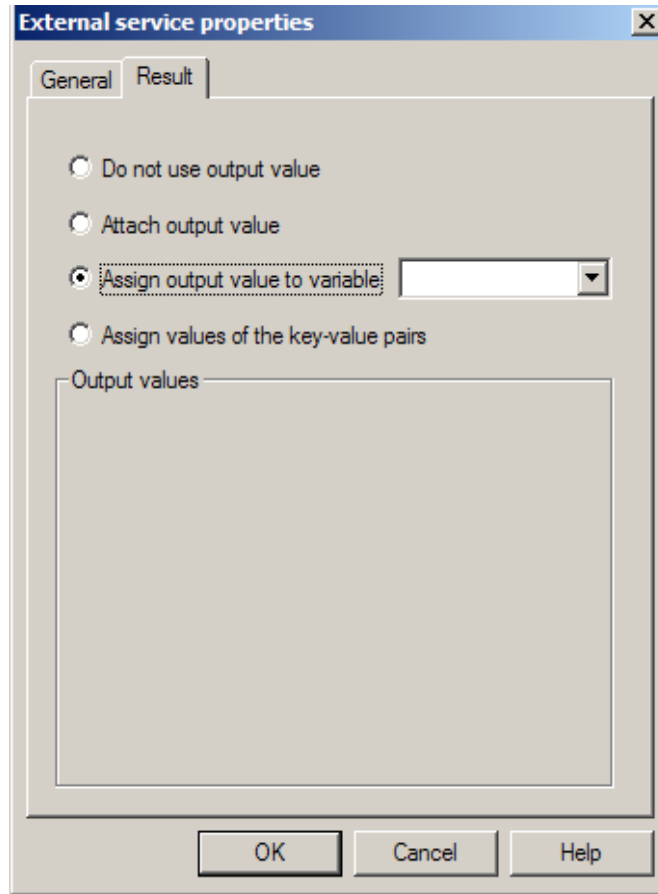 External service properties
General Result
Do not use output value
Attach output value
Assign output value to variable
Assign values of the key-value pairs
Output values
OK Cancel Help